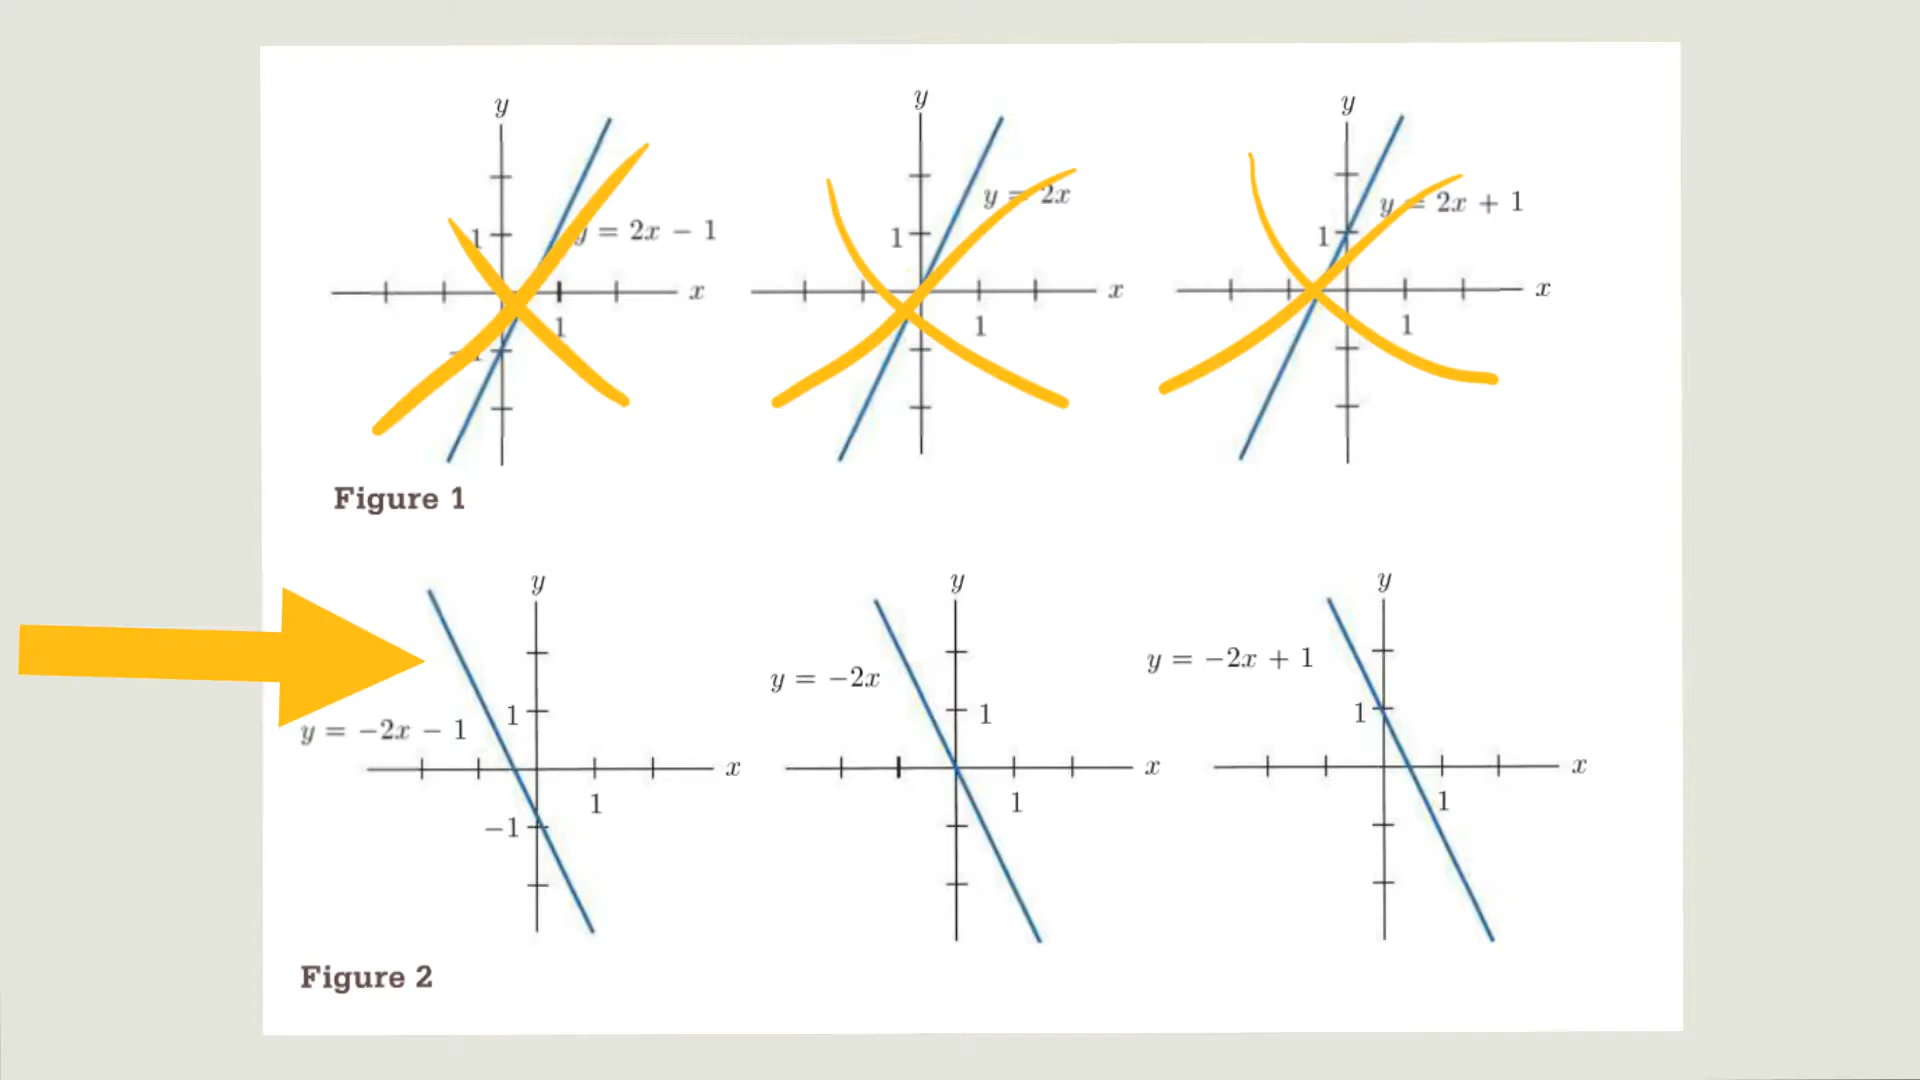 y
y
y
y = 2x − 1
y = 2x
y = 2x + 1
1
1
1
x
x
x
1
1
1
Figure 1
y
y
y
y = −2x − 1
y = −2x
y = −2x + 1
1
1
1
x
x
x
1
1
1
−1
Figure 2